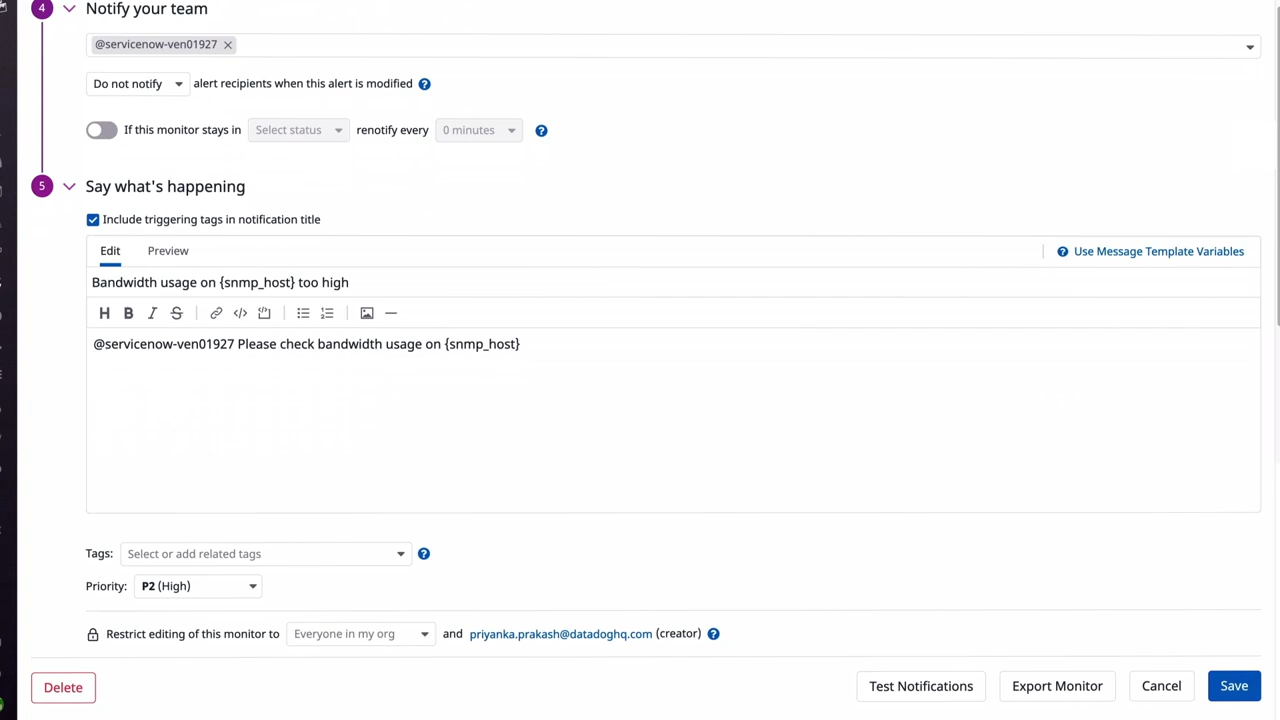 4 Notify your team
@servicenow-ven01927 ×
Do not notify alert recipients when this alert is modified ?
If this monitor stays in Select status renotify every 0 minutes ?
5 Say what's happening
Include triggering tags in notification title
Edit Preview ? Use Message Template Variables
Bandwidth usage on {snmp_host} too high
H B I S
@servicenow-ven01927 Please check bandwidth usage on {snmp_host}
Tags: Select or add related tags ?
Priority: P2 (High)
Restrict editing of this monitor to Everyone in my org and priyanka.prakash@datadoghq.com (creator) ?
Delete Test Notifications Export Monitor Cancel Save